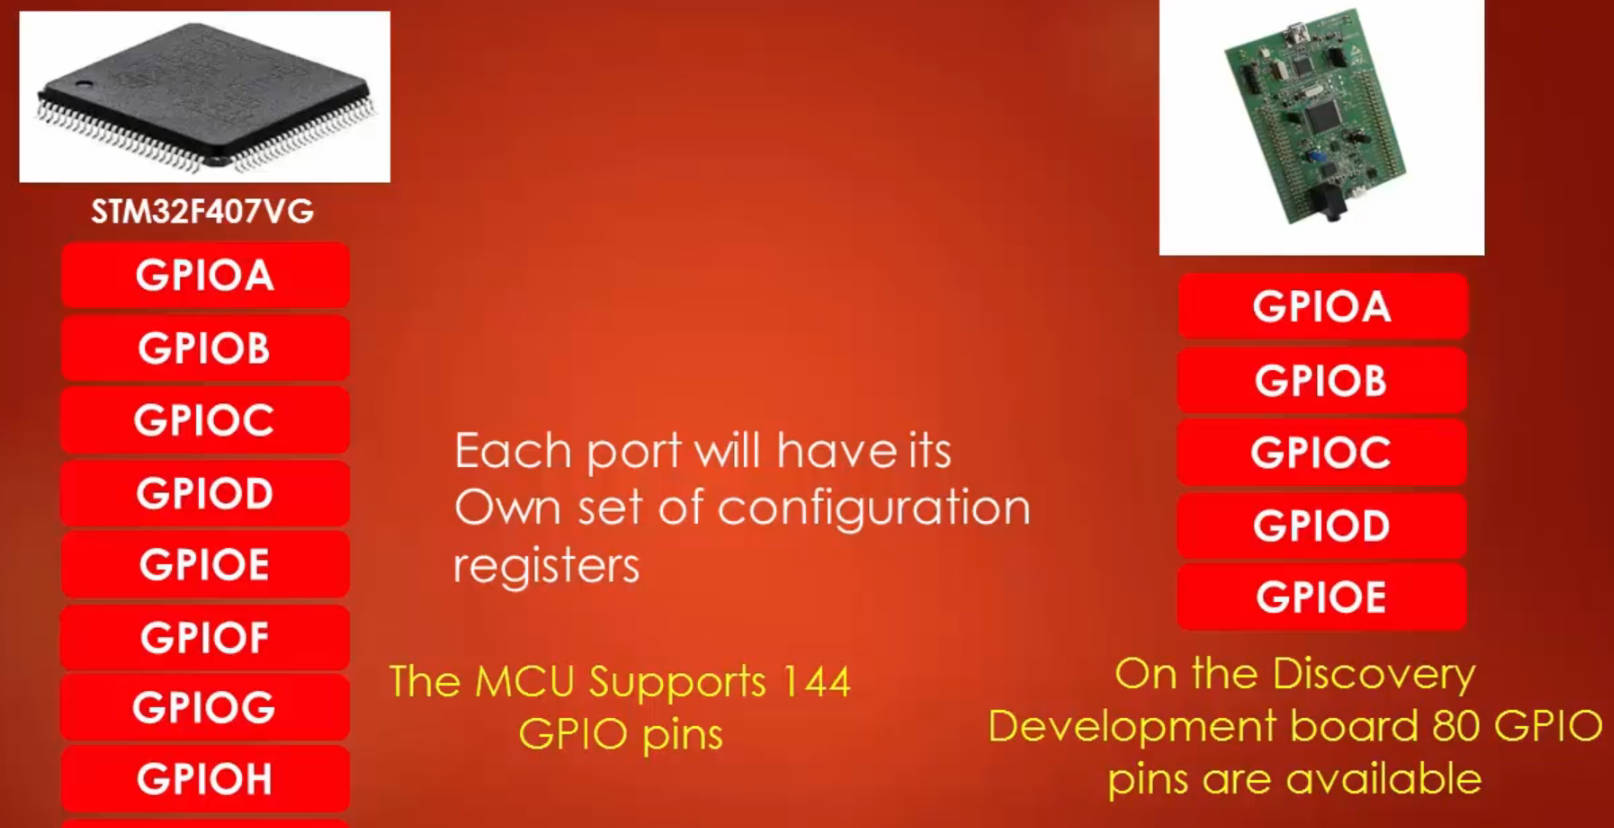 STM32F407VG
GPIOA
GPIOB
GPIOC
GPIOD
GPIOE
GPIOF
GPIOG
GPIOH
Each port will have its
Own set of configuration
registers
The MCU Supports 144
GPIO pins
GPIOA
GPIOB
GPIOC
GPIOD
GPIOE
On the Discovery
Development board 80 GPIO
pins are available